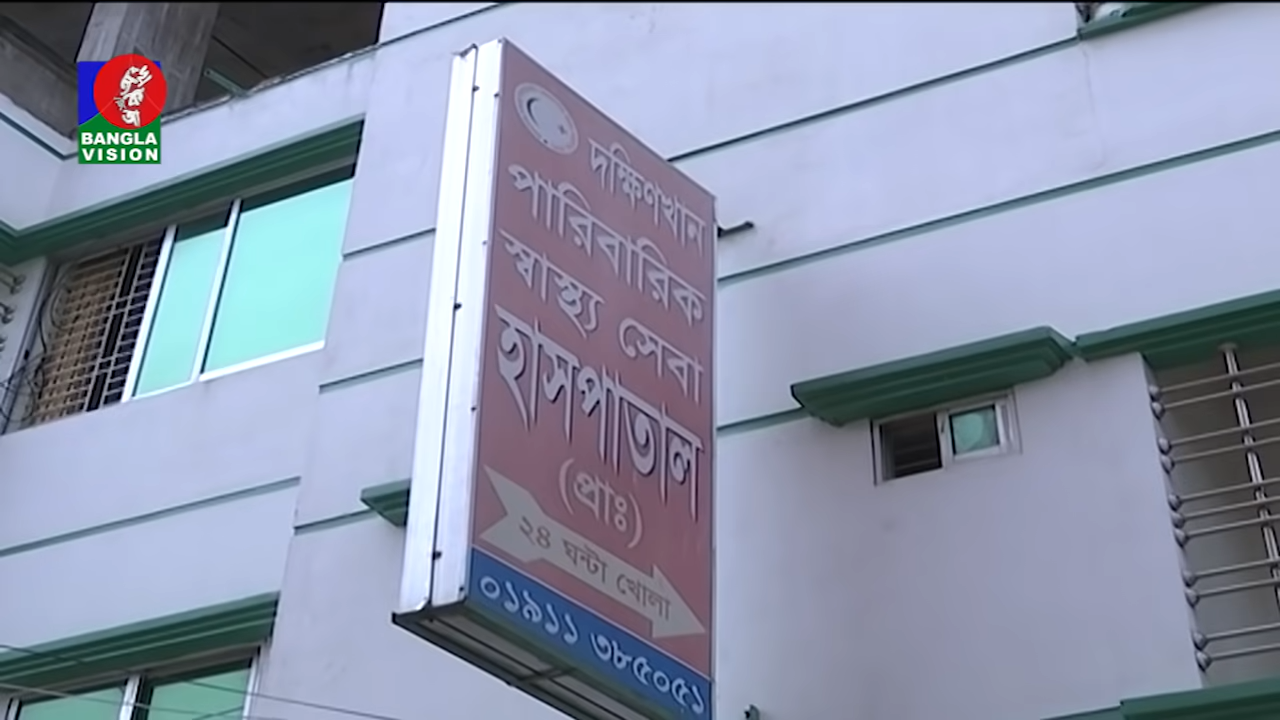 BANGLA
VISION
দক্ষিণখান
পারিবারিক
স্বাস্থ্য সেবা
হাসপাতাল
(প্রাঃ)
২৪ ঘন্টা খোলা
০১৯১১ ৩৮৫০৫১